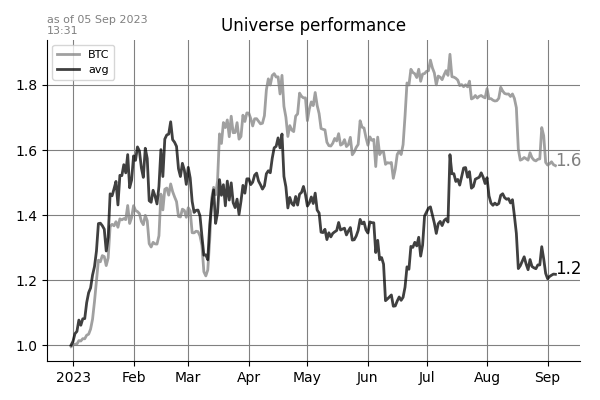 as of 05 Sep 2023
13:31
Universe performance
BTC
avg
1.8
1.6
1.4
1.2
1.0
1.6
1.2
2023 Feb Mar Apr May Jun Jul Aug Sep